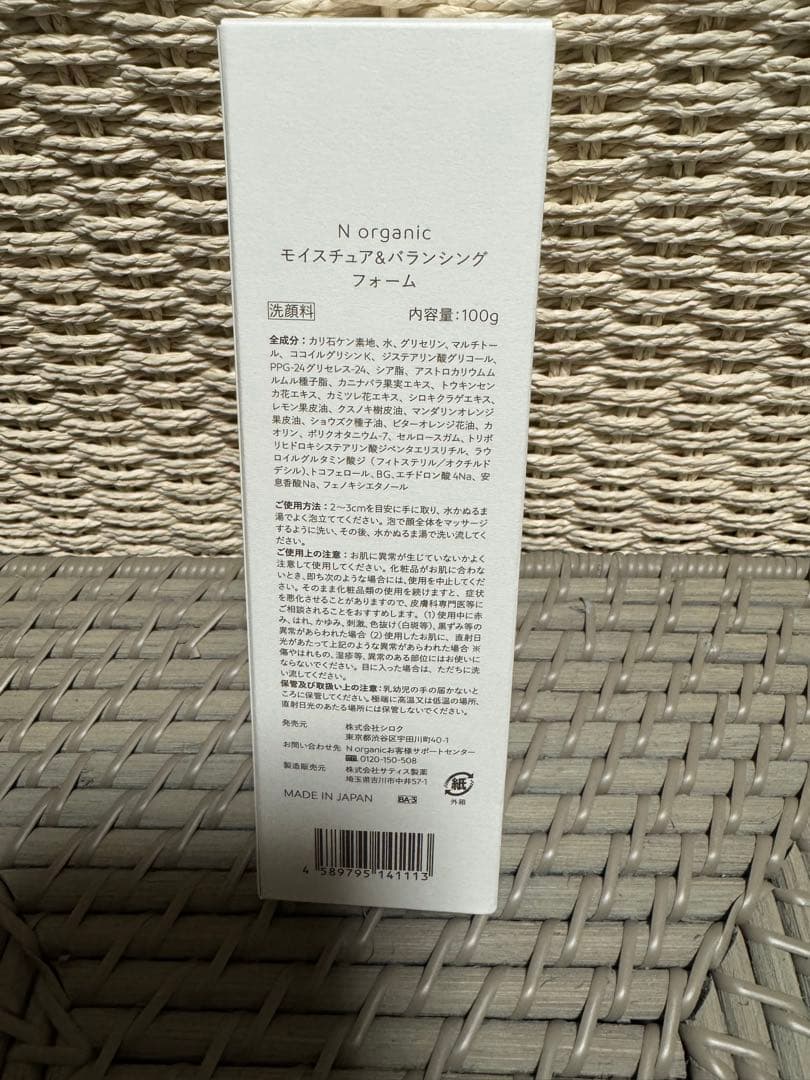 N organic
モイスチュア&バランシング
フォーム
洗顔料 内容量:100g
全成分:カリ石ケン素地、水、グリセリン、マルチトー
ル、ココイルグリシンK、ジステアリン酸グリコール、
PPG-24グリセレス-24、シア脂、アストロカリウムム
ルムル種子脂、カニナバラ果実エキス、トウキンセン
カ花エキス、カミツレ花エキス、シロキクラゲエキス、
レモン果皮油、クスノキ樹皮油、マンダリンオレンジ
果皮油、ショウズク種子油、ビターオレンジ花油、カ
オリン、ポリクオタニウム-7、セルロースガム、トリポ
リヒドロキシステアリン酸ジペンタエリスリチル、ラウ
ロイルグルタミン酸ジ(フィトステリル/オクチルド
デシル)、トコフェロール、BG、エチドロン酸4Na、安
息香酸Na、フェノキシエタノール
ご使用方法:2〜3cmを目安に手に取り、水かぬるま
湯でよく泡立ててください。泡で顔全体をマッサージ
するように洗い、その後、水かぬるま湯で洗い流してく
ださい。
ご使用上の注意:お肌に異常が生じていないかよく
注意して使用してください。化粧品がお肌に合わな
いとき、即ち次のような場合には、使用を中止してくだ
さい。そのまま化粧品類の使用を続けますと、症状
を悪化させることがありますので、皮膚科専門医等に
ご相談されることをおすすめします。(1)使用中に赤
み、はれ、かゆみ、刺激、色抜け(白斑等)、黒ずみ等の
異常があらわれた場合(2)使用したお肌に、直射日
光があたって上記のような異常があらわれた場合 ※
傷やはれもの、湿疹等、異常のある部位にはお使いに
ならないでください。目に入った場合は、ただちに洗
い流してください。
保管及び取扱い上の注意:乳幼児の手の届かないと
ころに保管してください。極端に高温又は低温の場所、
直射日光のあたる場所には保管しないでください。
発売元 株式会社シロク
東京都渋谷区宇田川町40-1
お問い合わせ先 N organicお客様サポートセンター
0120-150-508
製造販売元 株式会社サティス製薬
埼玉県吉川市中井57-1
MADE IN JAPAN BA-3
紙
外箱
4 589795 141113